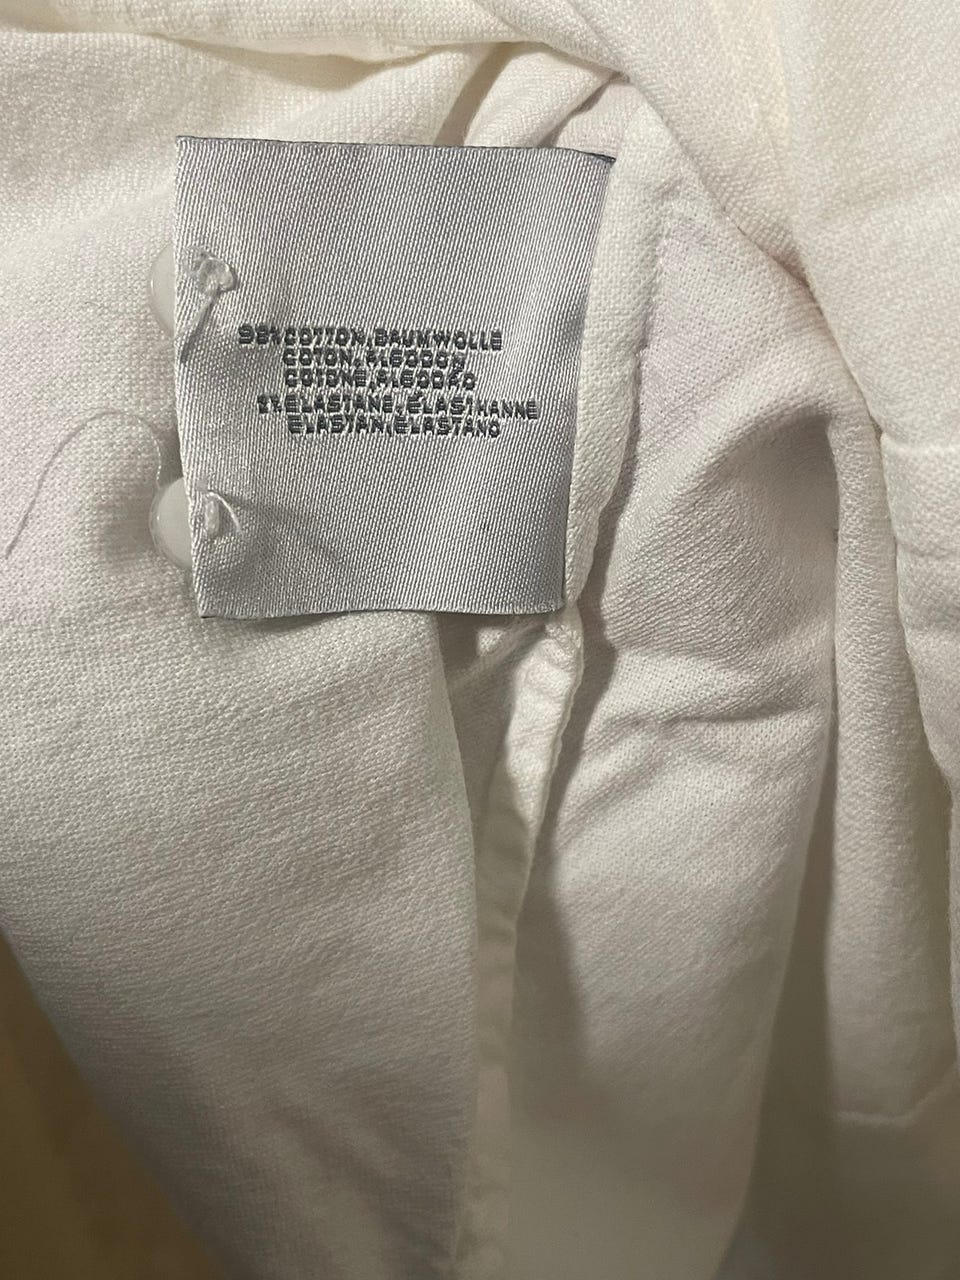 98% COTTON, BAUMWOLLE
COTON, ALGODON
COTONE, ALGODÃO
2% ELASTANE, ÉLASTHANNE
ELASTAN, ELASTANO